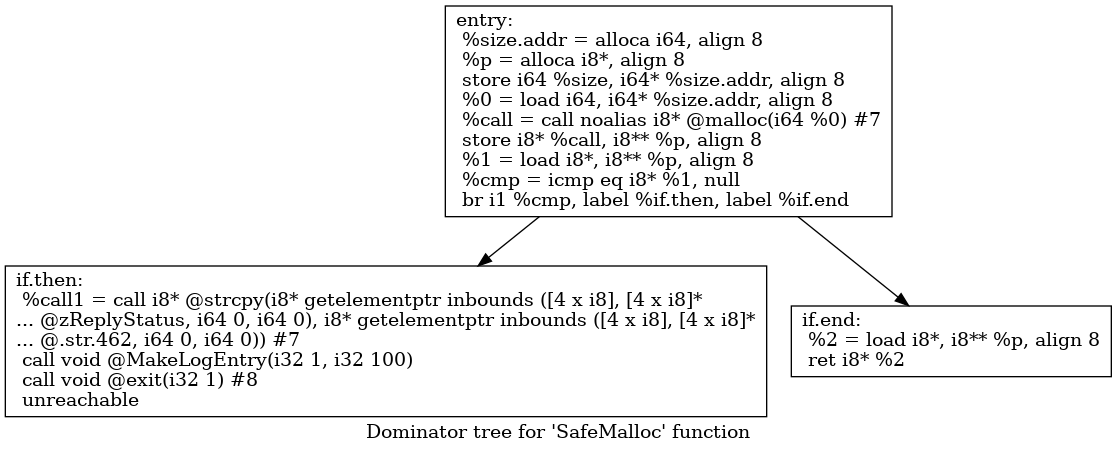 entry:
%size.addr = alloca i64, align 8
%p = alloca i8*, align 8
store i64 %size, i64* %size.addr, align 8
%0 = load i64, i64* %size.addr, align 8
%call = call noalias i8* @malloc(i64 %0) #7
store i8* %call, i8** %p, align 8
%1 = load i8*, i8** %p, align 8
%cmp = icmp eq i8* %1, null
br i1 %cmp, label %if.then, label %if.end
if.then:
%call1 = call i8* @strcpy(i8* getelementptr inbounds ([4 x i8], [4 x i8]*
... @zReplyStatus, i64 0, i64 0), i8* getelementptr inbounds ([4 x i8], [4 x i8]*
... @.str.462, i64 0, i64 0)) #7
call void @MakeLogEntry(i32 1, i32 100)
call void @exit(i32 1) #8
unreachable
if.end:
%2 = load i8*, i8** %p, align 8
ret i8* %2
Dominator tree for 'SafeMalloc' function